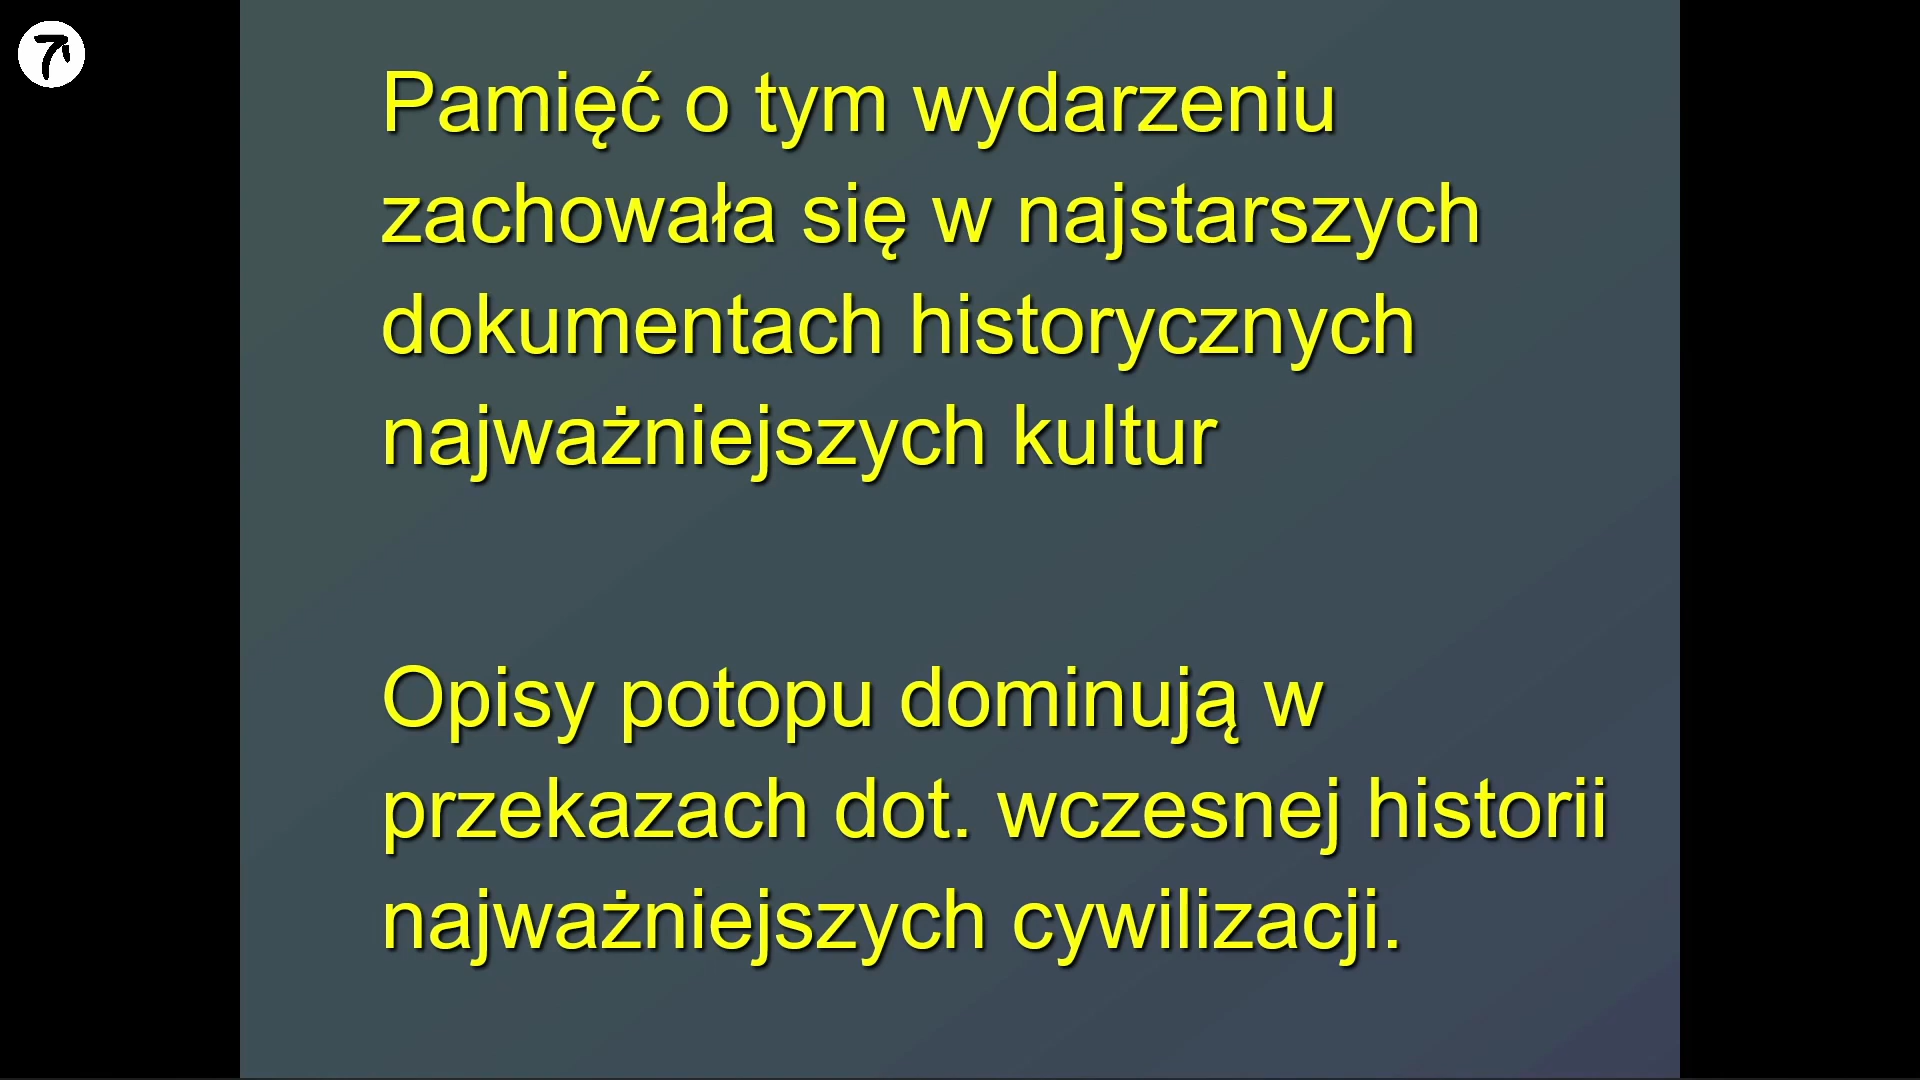 Pamięć o tym wydarzeniu
zachowała się w najstarszych
dokumentach historycznych
najważniejszych kultur
Opisy potopu dominują w
przekazach dot. wczesnej historii
najważniejszych cywilizacji.